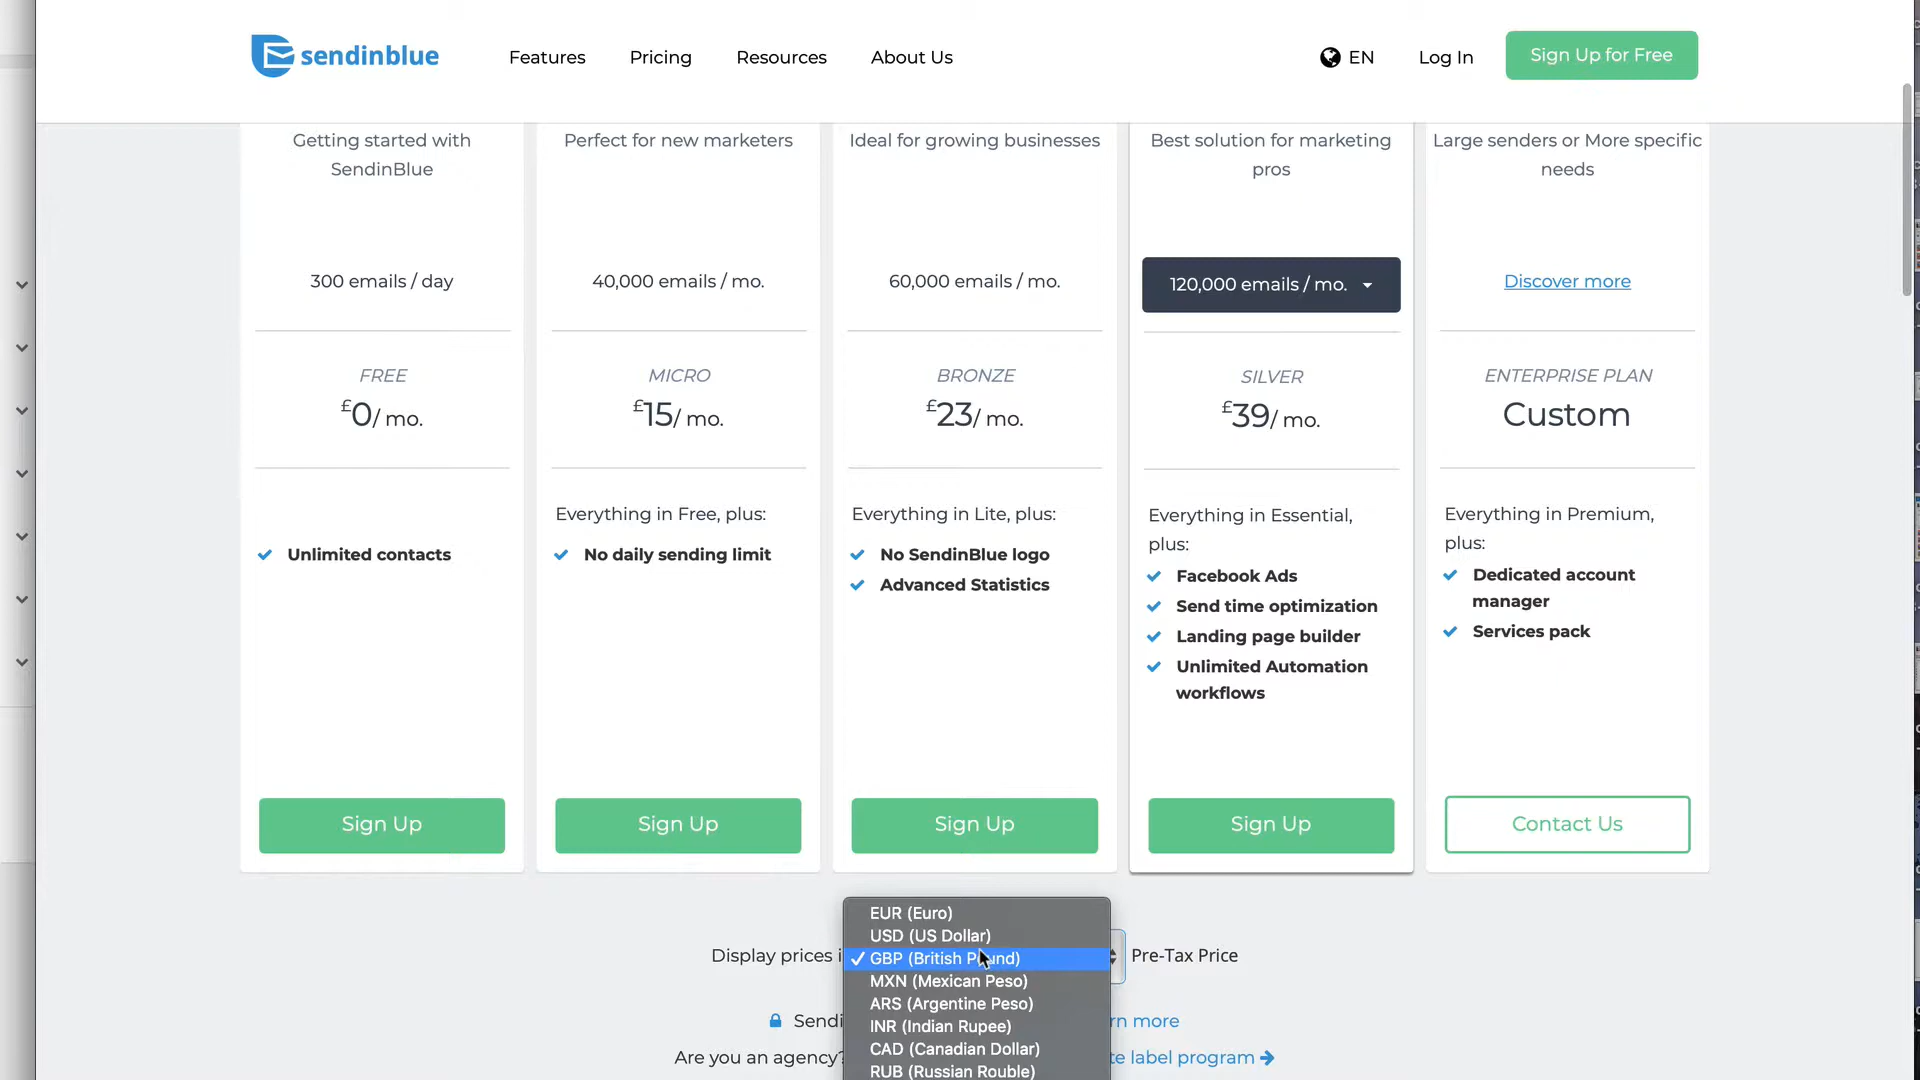 sendinblue
Features
Pricing
Resources
About Us
EN
Log In
Sign Up for Free
Getting started with
SendinBlue
Perfect for new marketers
Ideal for growing businesses
Best solution for marketing
pros
Large senders or More specific
needs
300 emails / day
40,000 emails / mo.
60,000 emails / mo.
120,000 emails / mo.
Discover more
FREE
£0/ mo.
MICRO
£15/ mo.
BRONZE
£23/ mo.
SILVER
£39/ mo.
ENTERPRISE PLAN
Custom
Unlimited contacts
Everything in Free, plus:
No daily sending limit
Everything in Lite, plus:
No SendinBlue logo
Advanced Statistics
Everything in Essential,
plus:
Facebook Ads
Send time optimization
Landing page builder
Unlimited Automation
workflows
Everything in Premium,
plus:
Dedicated account
manager
Services pack
Sign Up
Sign Up
Sign Up
Sign Up
Contact Us
Display prices i
EUR (Euro)
USD (US Dollar)
GBP (British Pound)
MXN (Mexican Peso)
ARS (Argentine Peso)
INR (Indian Rupee)
CAD (Canadian Dollar)
RUB (Russian Rouble)
Pre-Tax Price
Sendi
rn more
Are you an agency?
te label program